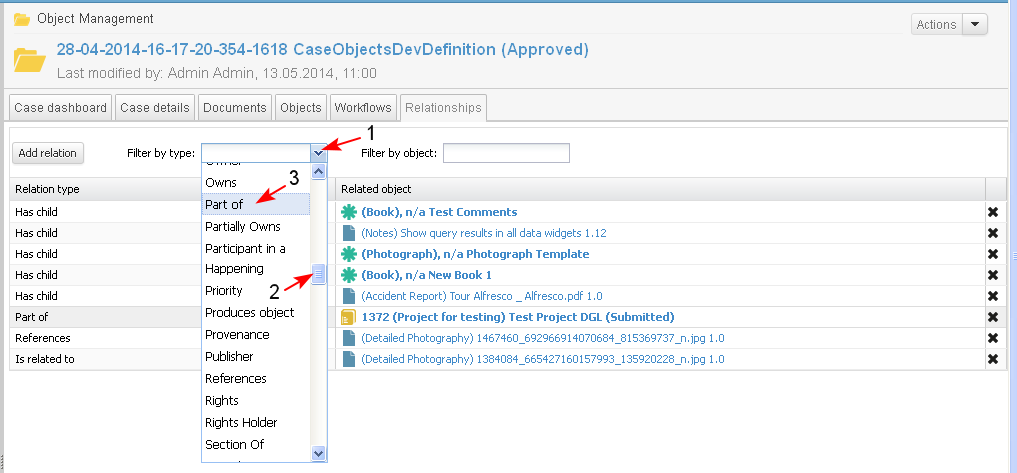 Object Management
Actions
28-04-2014-16-17-20-354-1618 CaseObjectsDevDefinition (Approved)
Last modified by: Admin Admin, 13.05.2014, 11:00
Case dashboard Case details Documents Objects Workflows Relationships
1
Add relation Filter by type: Filter by object:
Relation type Related object
Has child (Book), n/a Test Comments
Has child (Notes) Show query results in all data widgets 1.12
Has child (Photograph), n/a Photograph Template
Has child (Book), n/a New Book 1
Has child (Accident Report) Tour Alfresco _ Alfresco.pdf 1.0
Part of 1372 (Project for testing) Test Project DGL (Submitted)
References (Detailed Photography) 1467460_692966914070684_815369737_n.jpg 1.0
Is related to (Detailed Photography) 1384084_665427160157993_135920228_n.jpg 1.0
Owns
3
Part of
Partially Owns
Participant in a
Happening
2
Priority
Produces object
Provenance
Publisher
References
Rights
Rights Holder
Section Of